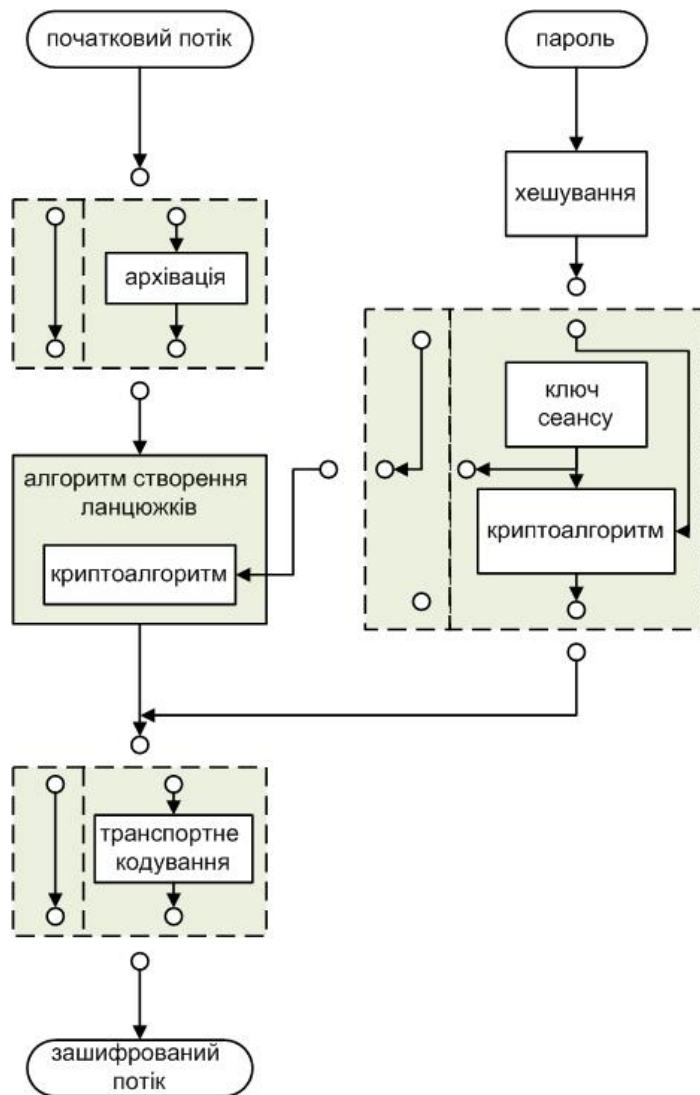 початковий потік
пароль
хешування
архівація
ключ
сеансу
алгоритм створення
ланцюжків
криптоалгоритм
криптоалгоритм
транспортне
кодування
зашифрований
потік